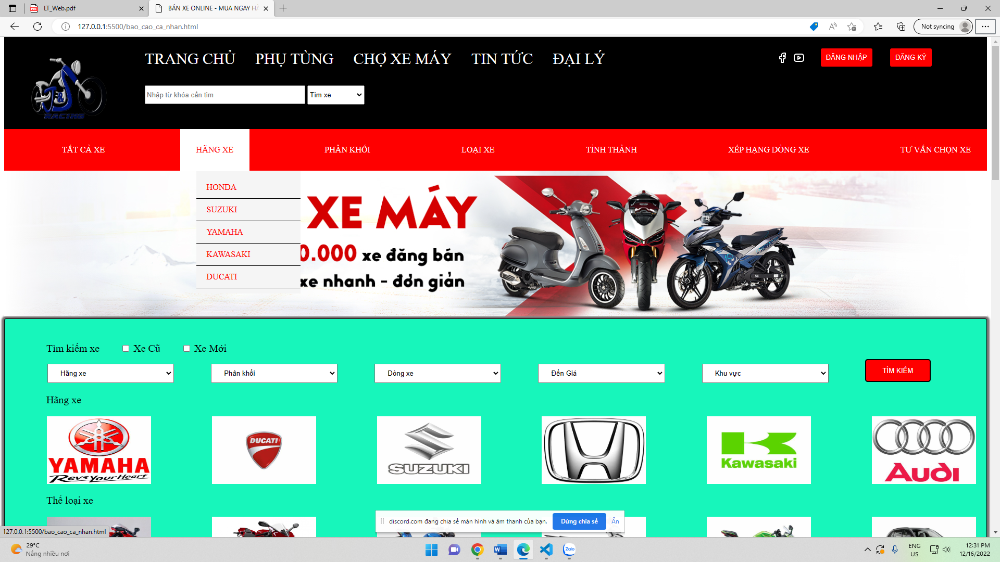 LT_Web.pdf
BÁN XE ONLINE - MUA NGAY HÀ
127.0.0.1:5500/bao_cao_ca_nhan.html
Not syncing
TRANG CHỦ PHỤ TÙNG CHỢ XE MÁY TIN TỨC ĐẠI LÝ
ĐĂNG NHẬP ĐĂNG KÝ
Nhập từ khóa cần tìm Tìm xe
RACING
TẤT CẢ XE HÃNG XE PHÂN KHỐI LOẠI XE TỈNH THÀNH XẾP HẠNG DÒNG XE TƯ VẤN CHỌN XE
HONDA
SUZUKI
YAMAHA
KAWASAKI
DUCATI
XE MÁY
0.000 xe đăng bán
xe nhanh - đơn giản
Tìm kiếm xe Xe Cũ Xe Mới
Hãng xe Phân khối Dòng xe Đến Giá Khu vực TÌM KIẾM
Hãng xe
YAMAHA
Revs Your Heart
DUCATI
SUZUKI
Kawasaki
Audi
Thể loại xe
discord.com đang chia sẻ màn hình và âm thanh của bạn. Dừng chia sẻ Ẩn
127.0.0.1:5500/bao_cao_ca_nhan.html
29°C
Nắng nhiều nơi
Zalo
ENG
US
12:31 PM
12/16/2022